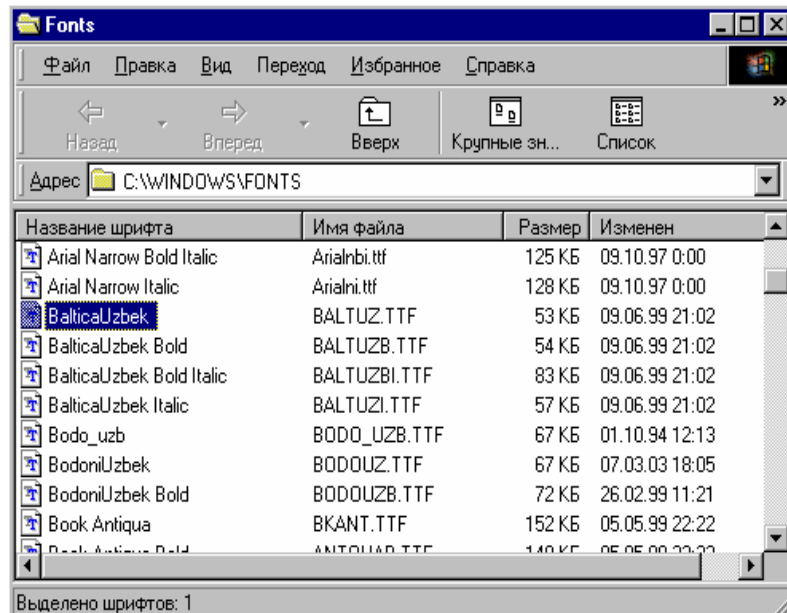 Fonts
Файл Правка Вид Переход Избранное Справка
Назад Вперед Вверх Крупные зн... Список »
Адрес C:\WINDOWS\FONTS
Название шрифта Имя файла Размер Изменен
Arial Narrow Bold Italic Arialnbi.ttf 125 КБ 09.10.97 0:00
Arial Narrow Italic Arialni.ttf 128 КБ 09.10.97 0:00
BalticaUzbek BALTUZ.TTF 53 КБ 09.06.99 21:02
BalticaUzbek Bold BALTUZB.TTF 54 КБ 09.06.99 21:02
BalticaUzbek Bold Italic BALTUZBI.TTF 83 КБ 09.06.99 21:02
BalticaUzbek Italic BALTUZI.TTF 57 КБ 09.06.99 21:02
Bodo_uzb BODO_UZB.TTF 67 КБ 01.10.94 12:13
BodoniUzbek BODOUZ.TTF 67 КБ 07.03.03 18:05
BodoniUzbek Bold BODOUZB.TTF 72 КБ 26.02.99 11:21
Book Antiqua BKANT.TTF 152 КБ 05.05.99 22:22
Book Antiqua Bold
Выделено шрифтов: 1